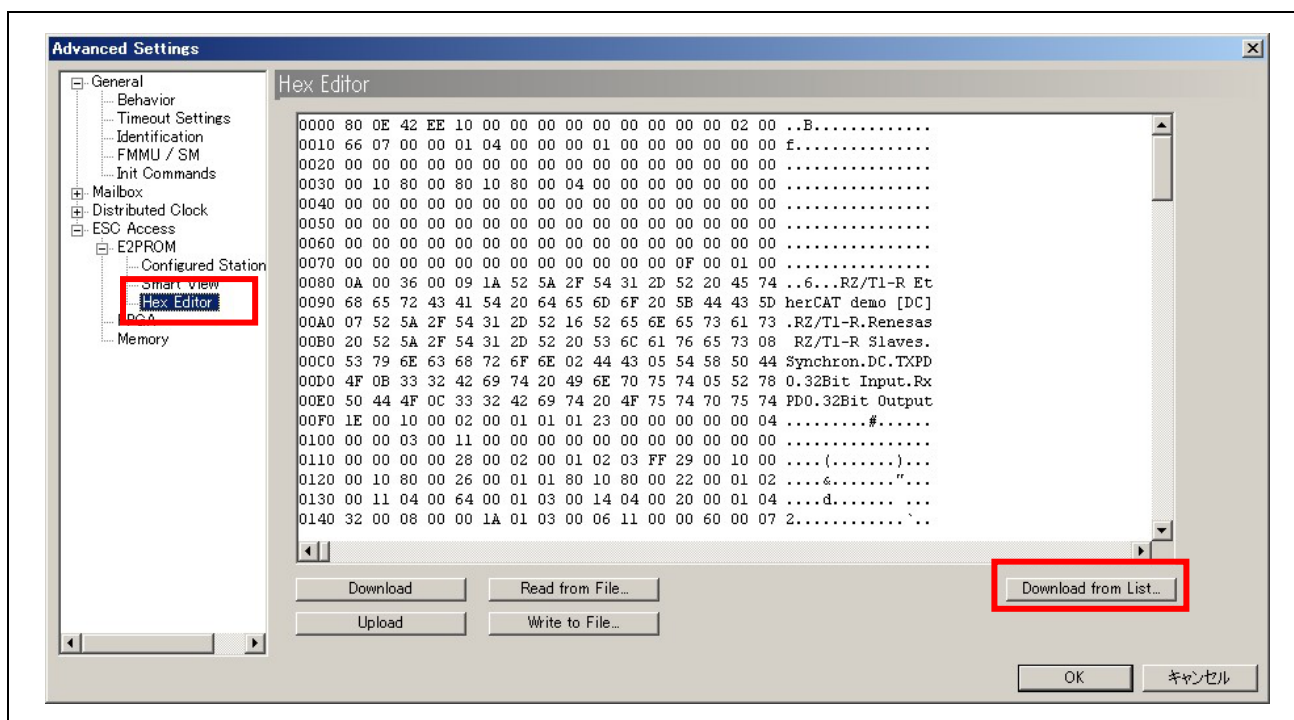 Advanced Settings
General
Behavior
Timeout Settings
Identification
FMMU / SM
Init Commands
Mailbox
Distributed Clock
ESC Access
E2PROM
Configured Station
Smart View
Hex Editor
FPGA
Memory
Hex Editor
0000 80 0E 42 EE 10 00 00 00 00 00 00 00 00 00 02 00 ..B.............
0010 66 07 00 00 01 04 00 00 00 01 00 00 00 00 00 00 f...............
0020 00 00 00 00 00 00 00 00 00 00 00 00 00 00 00 00 ................
0030 00 10 80 00 80 10 80 00 04 00 00 00 00 00 00 00 ................
0040 00 00 00 00 00 00 00 00 00 00 00 00 00 00 00 00 ................
0050 00 00 00 00 00 00 00 00 00 00 00 00 00 00 00 00 ................
0060 00 00 00 00 00 00 00 00 00 00 00 00 00 00 00 00 ................
0070 00 00 00 00 00 00 00 00 00 00 00 00 0F 00 01 00 ................
0080 0A 00 36 00 09 1A 52 5A 2F 54 31 2D 52 20 45 74 ..6...RZ/T1-R Et
0090 68 65 72 43 41 54 20 64 65 6D 6F 20 5B 44 43 5D herCAT demo [DC]
00A0 07 52 5A 2F 54 31 2D 52 16 52 65 6E 65 73 61 73 .RZ/T1-R.Renesas
00B0 20 52 5A 2F 54 31 2D 52 20 53 6C 61 76 65 73 08 RZ/T1-R Slaves.
00C0 53 79 6E 63 68 72 6F 6E 02 44 43 05 54 58 50 44 Synchron.DC.TXPD
00D0 4F 0B 33 32 42 69 74 20 49 6E 70 75 74 05 52 78 0.32Bit Input.Rx
00E0 50 44 4F 0C 33 32 42 69 74 20 4F 75 74 70 75 74 PDO.32Bit Output
00F0 1E 00 10 00 02 00 01 01 01 23 00 00 00 00 00 04 .........#......
0100 00 00 03 00 11 00 00 00 00 00 00 00 00 00 00 00 ................
0110 00 00 00 00 28 00 02 00 01 02 03 FF 29 00 10 00 ....(.......)...
0120 00 10 80 00 26 00 01 01 80 10 80 00 22 00 01 02 ....&......."...
0130 00 11 04 00 64 00 01 03 00 14 04 00 20 00 01 04 ....d....... ...
0140 32 00 08 00 00 1A 01 03 00 06 11 00 00 60 00 07 2............`..
Download
Read from File...
Download from List...
Upload
Write to File...
OK
キャンセル